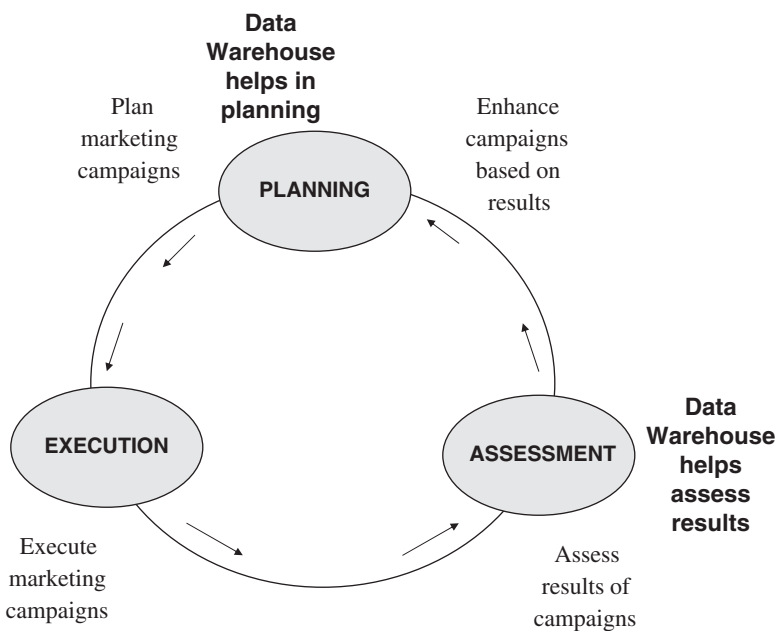 Data
Warehouse
helps in
planning
Plan
marketing
campaigns
Enhance
campaigns
based on
results
PLANNING
EXECUTION
ASSESSMENT
Data
Warehouse
helps
assess
results
Execute
marketing
campaigns
Assess
results of
campaigns